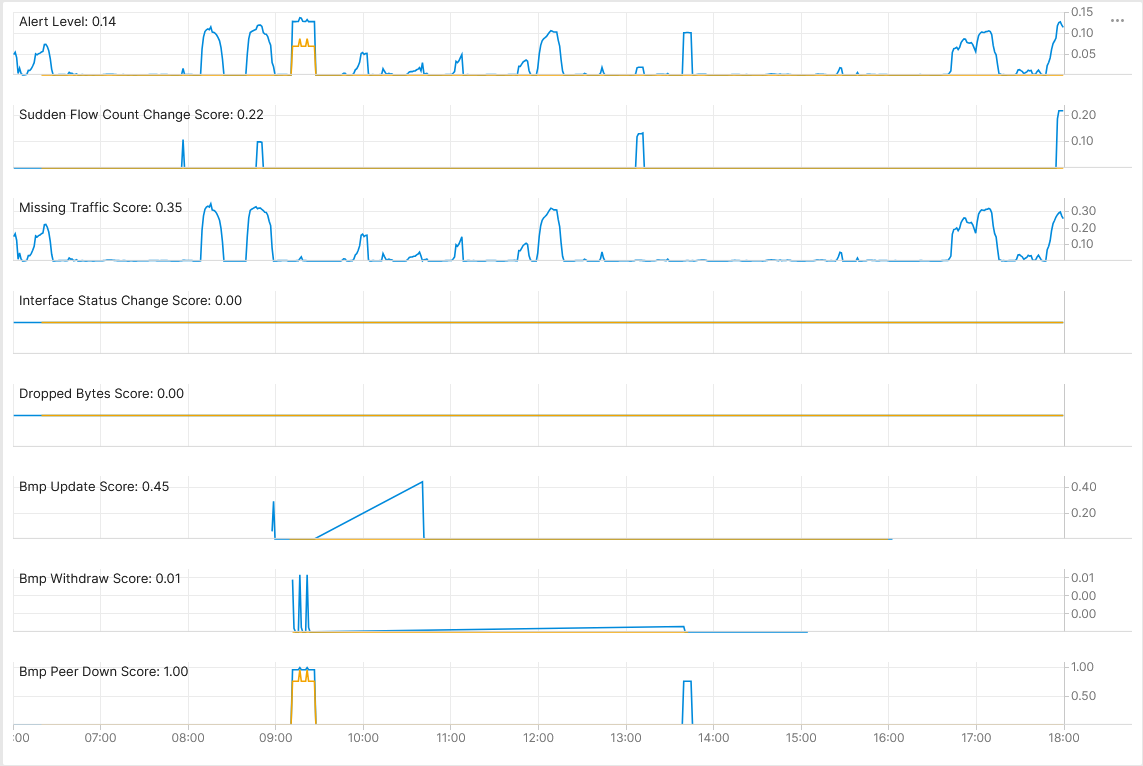 Alert Level: 0.14
0.15
0.10
0.05
Sudden Flow Count Change Score: 0.22
0.20
0.10
Missing Traffic Score: 0.35
0.30
0.20
0.10
Interface Status Change Score: 0.00
Dropped Bytes Score: 0.00
Bmp Update Score: 0.45
0.40
0.20
Bmp Withdraw Score: 0.01
0.01
0.00
0.00
Bmp Peer Down Score: 1.00
1.00
0.50
:00 07:00 08:00 09:00 10:00 11:00 12:00 13:00 14:00 15:00 16:00 17:00 18:00